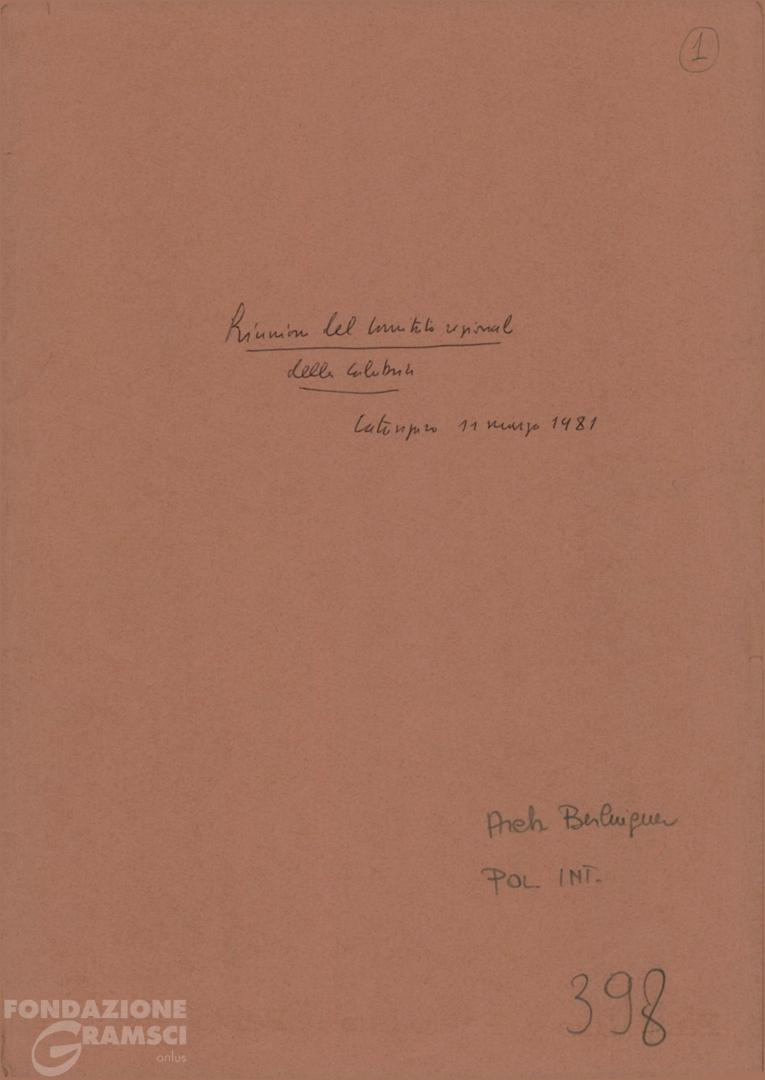 1
Riunione del Comitato regionale
della Calabria
Catanzaro 11 marzo 1981
Arch Berlinguer
POL INT.
398
FONDAZIONE
GRAMSCI
onlus